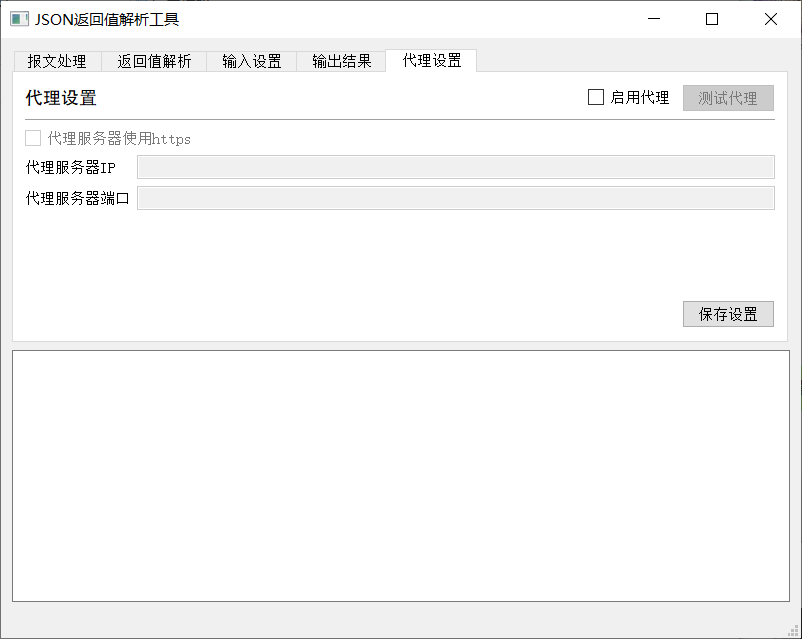 JSON返回值解析工具
报文处理 返回值解析 输入设置 输出结果 代理设置
代理设置 启用代理 测试代理
代理服务器使用https
代理服务器IP
代理服务器端口
保存设置